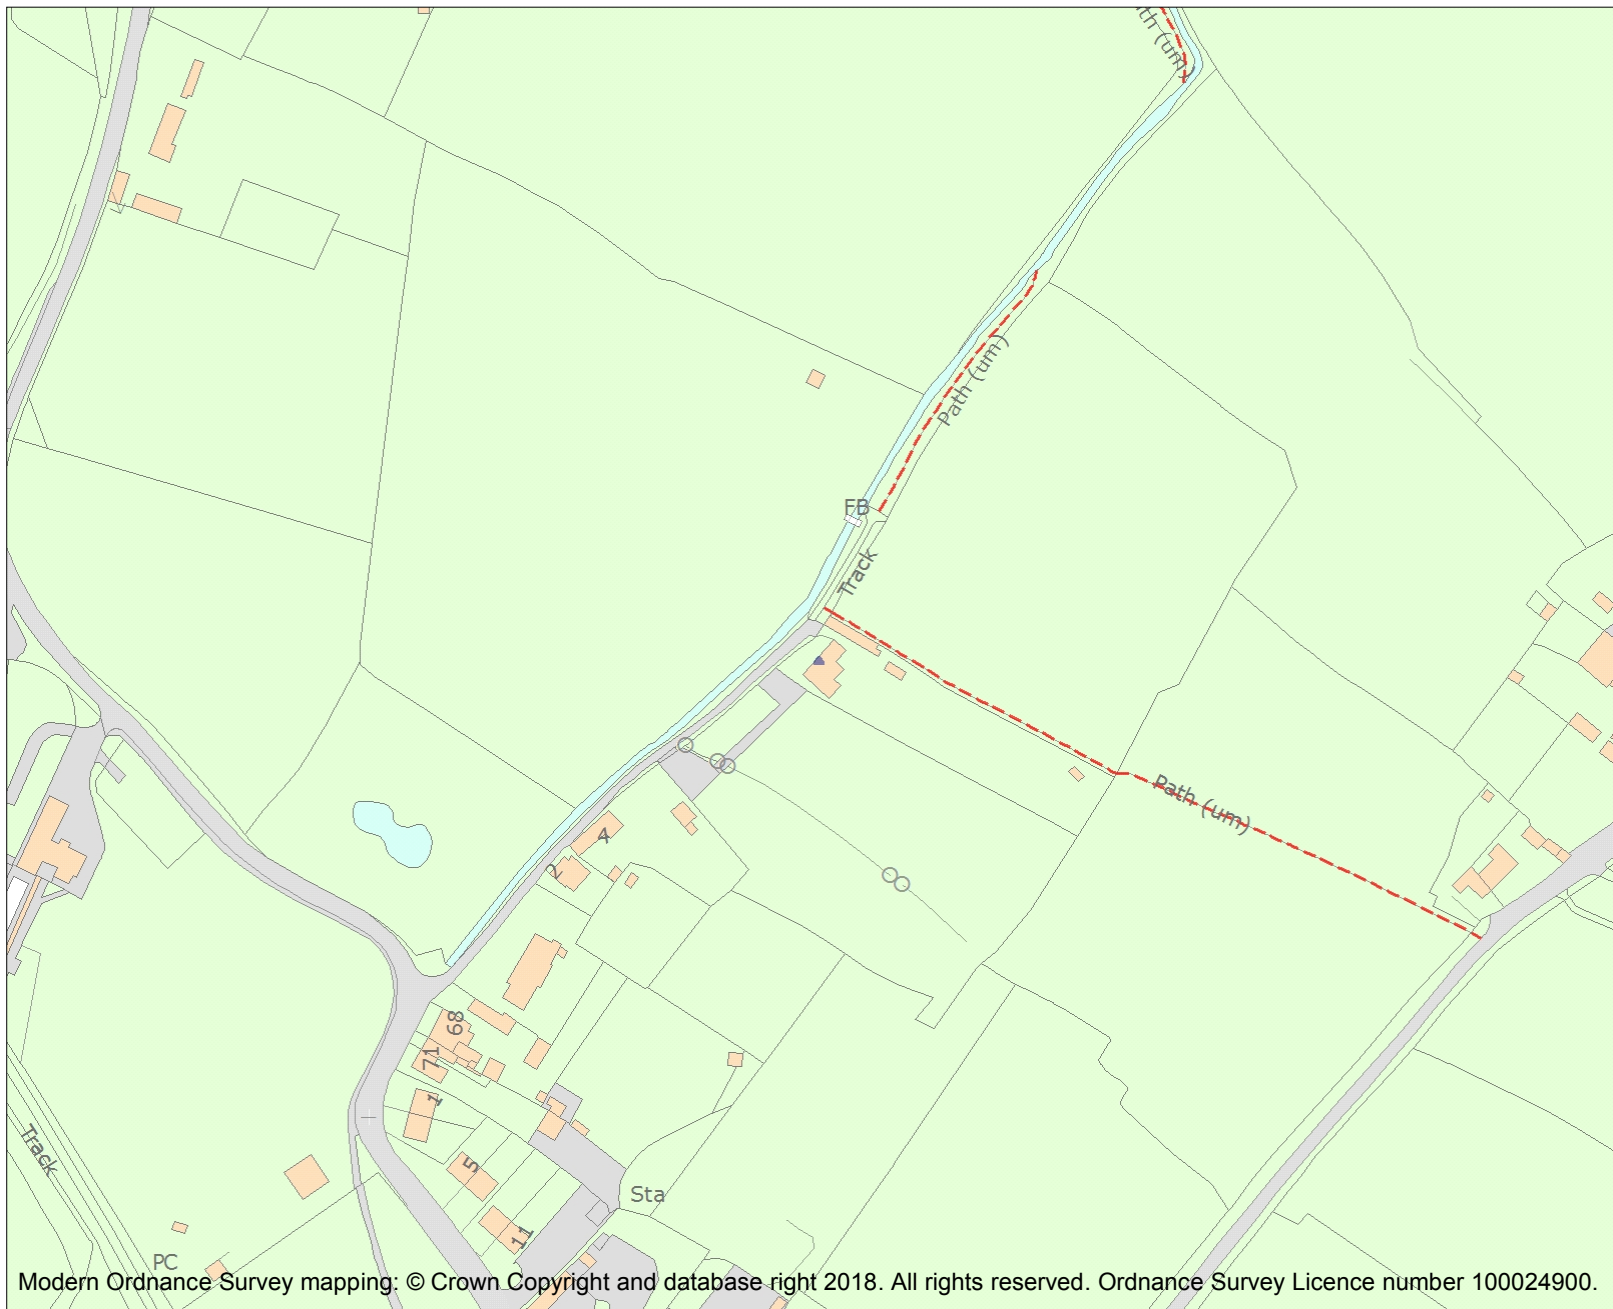 Path (um)
Path (um)
FB
Track
Path (um)
4
2
68
71
1
5
11
Track
Sta
PC
Modern Ordnance Survey mapping: © Crown Copyright and database right 2018. All rights reserved. Ordnance Survey Licence number 100024900.